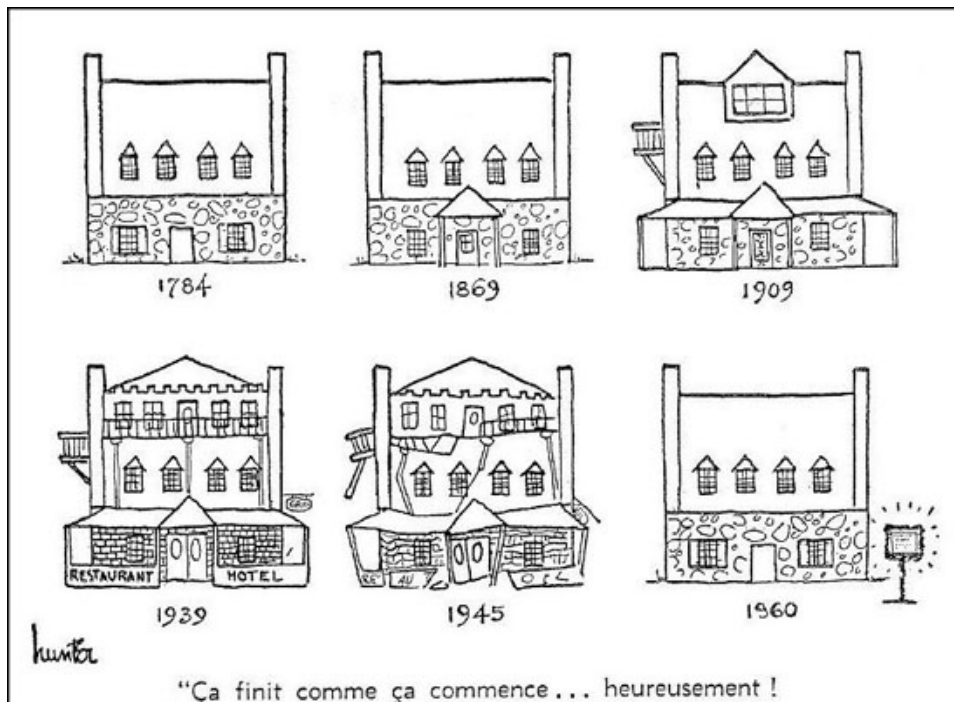 1784
1869
1909
RESTAURANT HOTEL
1939
1945
1960
hunter
"Ça finit comme ça commence... heureusement !